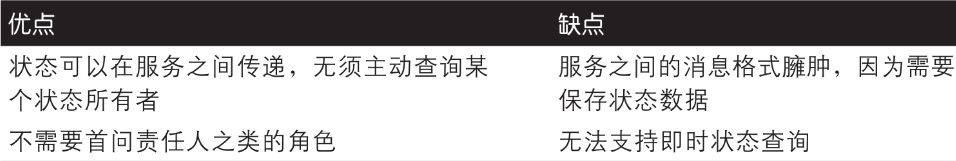 优点
缺点
状态可以在服务之间传递，无须主动查询某
个状态所有者
服务之间的消息格式臃肿，因为需要
保存状态数据
不需要首问责任人之类的角色
无法支持即时状态查询